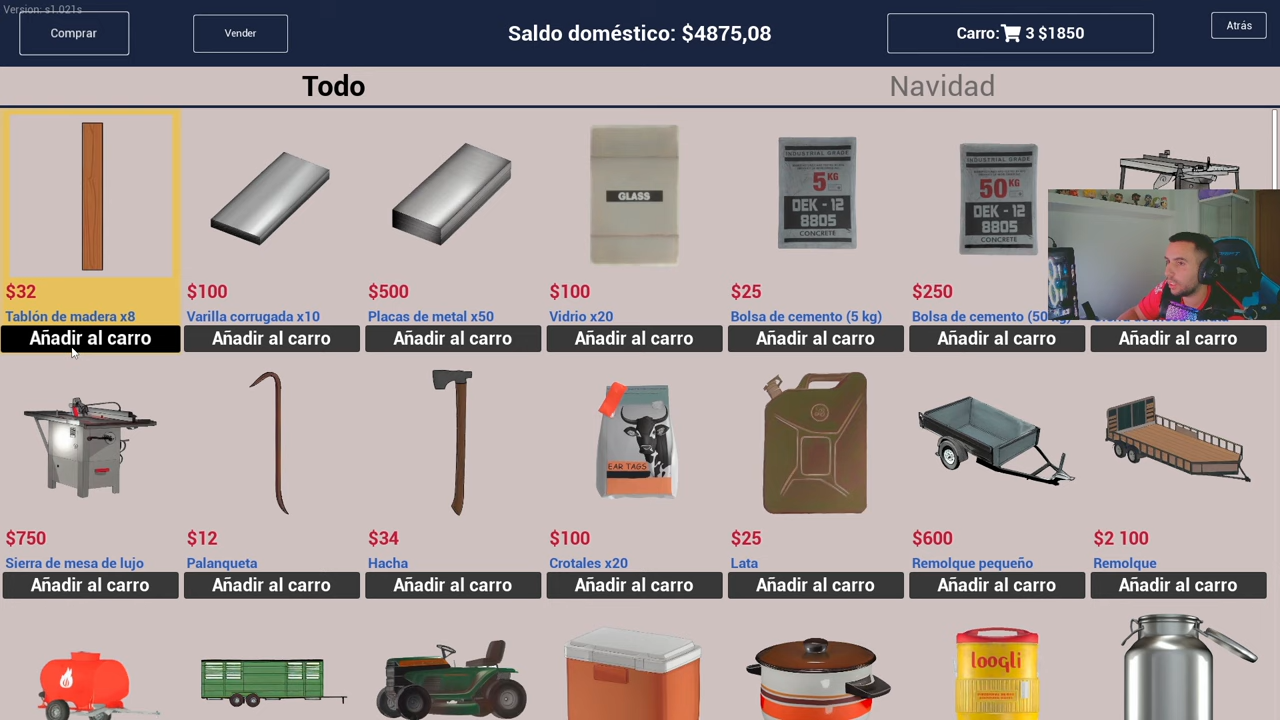 Version: s1.021s
Comprar
Vender
Saldo doméstico: $4875,08
Carro: 3 $1850
Atrás
Todo
Navidad
GLASS
INDUSTRIAL GRADE
5 KG
DEK - 12
8805
CONCRETE
INDUSTRIAL GRADE
50 KG
DEK - 12
8805
CONCRETE
$32
$100
$500
$100
$25
$250
Tablón de madera x8
Varilla corrugada x10
Placas de metal x50
Vidrio x20
Bolsa de cemento (5 kg)
Bolsa de cemento (50 kg)
Añadir al carro
Añadir al carro
Añadir al carro
Añadir al carro
Añadir al carro
Añadir al carro
Añadir al carro
EAR TAGS
$750
$12
$34
$100
$25
$600
$2 100
Sierra de mesa de lujo
Palanqueta
Hacha
Crotales x20
Lata
Remolque pequeño
Remolque
Añadir al carro
Añadir al carro
Añadir al carro
Añadir al carro
Añadir al carro
Añadir al carro
Añadir al carro
looqli